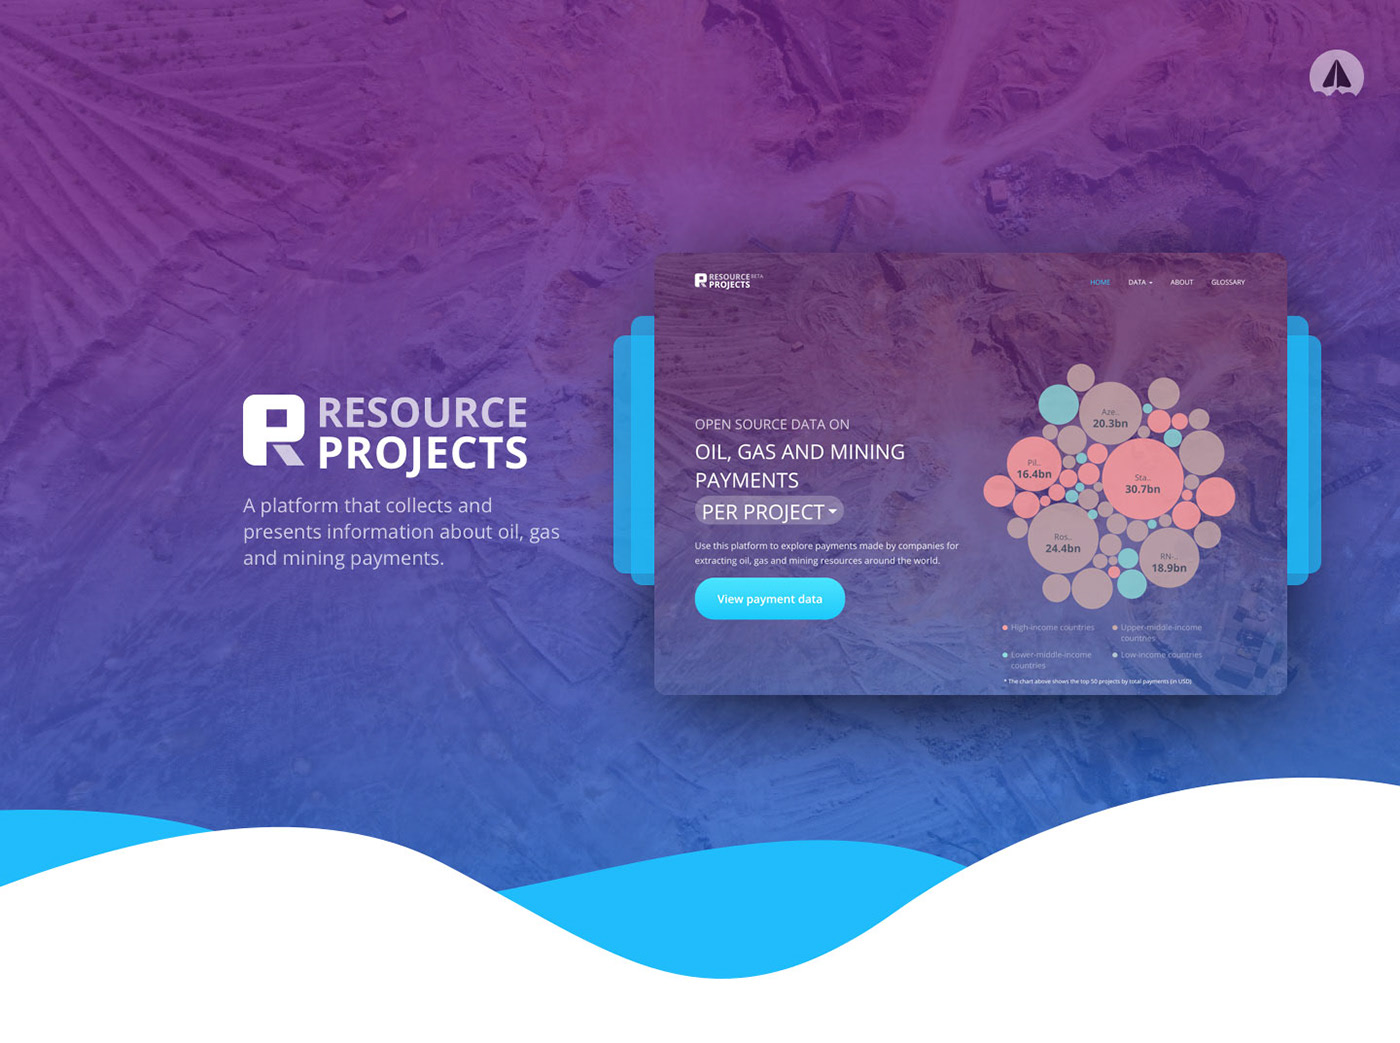 RESOURCE
PROJECTS
A platform that collects and
presents information about oil, gas
and mining payments.
RESOURCE BETA
PROJECTS
HOME DATA ABOUT GLOSSARY
OPEN SOURCE DATA ON
OIL, GAS AND MINING
PAYMENTS
PER PROJECT
Use this platform to explore payments made by companies for
extracting oil, gas and mining resources around the world.
View payment data
Aze..
20.3bn
Pil..
16.4bn
Sta...
30.7bn
Ros..
24.4bn
RN-..
18.9bn
High-income countries
Upper-middle-income
countries
Lower-middle-income
countries
Low-income countries
* The chart above shows the top 50 projects by total payments (in USD)